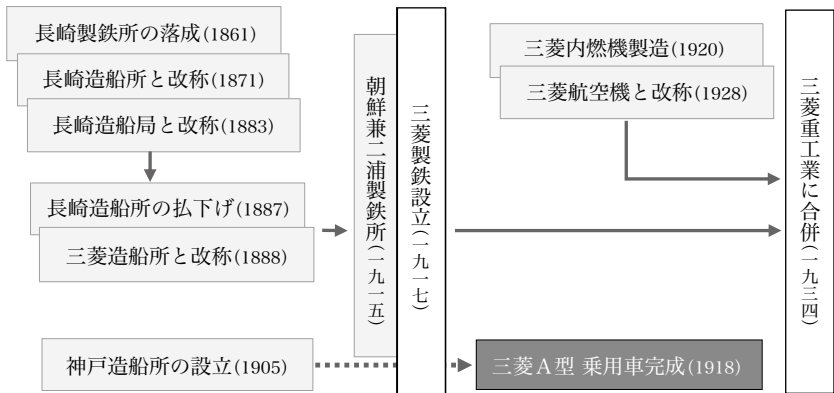 長崎製鉄所の落成(1861)
長崎造船所と改称(1871)
長崎造船局と改称(1883)
長崎造船所の払下げ(1887)
三菱造船所と改称(1888)
神戸造船所の設立(1905)
朝鮮兼二浦製鉄所(一九一五)
三菱製鉄設立(一九一七)
三菱内燃機製造(1920)
三菱航空機と改称(1928)
三菱A型 乗用車完成(1918)
三菱重工業に合併(一九三四)